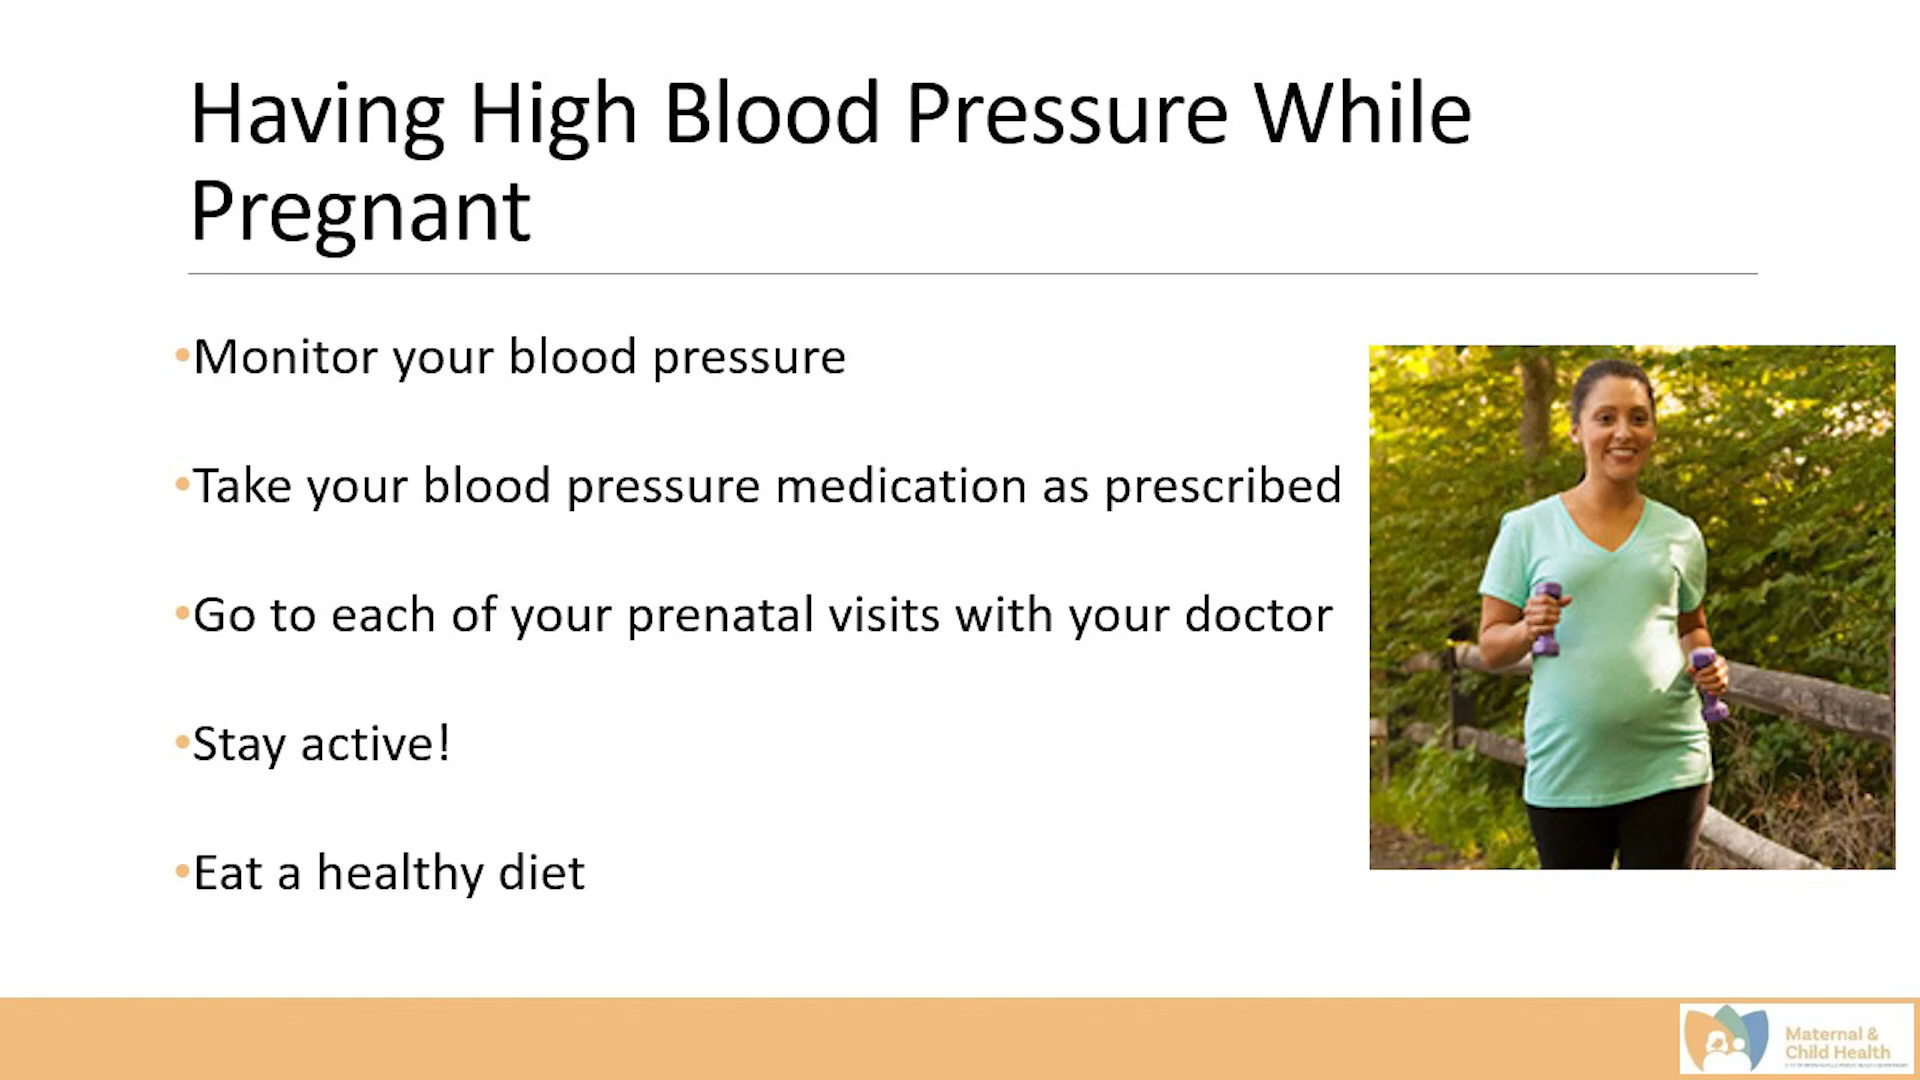 Having High Blood Pressure While
Pregnant
•Monitor your blood pressure
•Take your blood pressure medication as prescribed
•Go to each of your prenatal visits with your doctor
•Stay active!
•Eat a healthy diet
Maternal &
Child Health